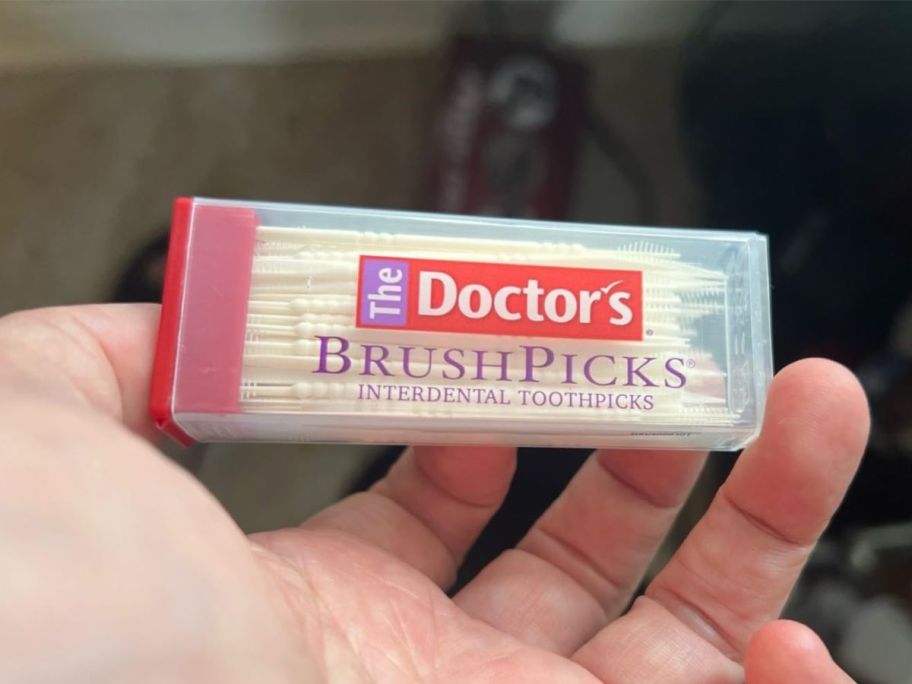 The Doctor's
BRUSHPICKS®
INTERDENTAL TOOTHPICKS